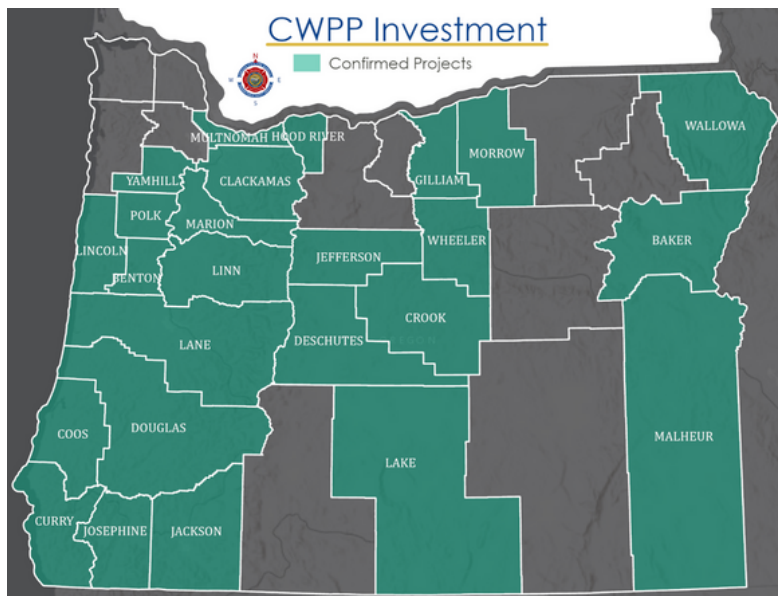 CWPP Investment
Confirmed Projects
N
W E
S
WALLOWA
MULTNOMAH HOOD RIVER
MORROW
GILLIAM
YAMHILL
CLACKAMAS
POLK
MARION
WHEELER
BAKER
LINCOLN
JEFFERSON
BENTON
LINN
CROOK
DESCHUTES
LANE
COOS
DOUGLAS
MALHEUR
LAKE
CURRY
JOSEPHINE
JACKSON